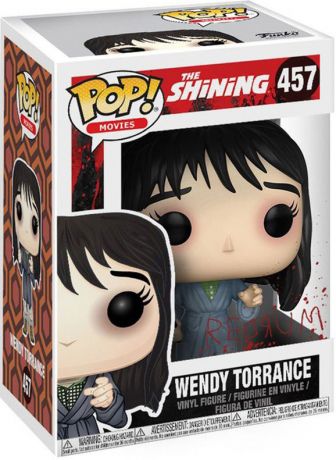 Funko
POP!
MOVIES
THE
SHINING
457
REDRUM
WENDY TORRANCE
VINYL FIGURE / FIGURINE EN VINYLE /
FIGURA DE VINIL
WENDY TORRANCE
457